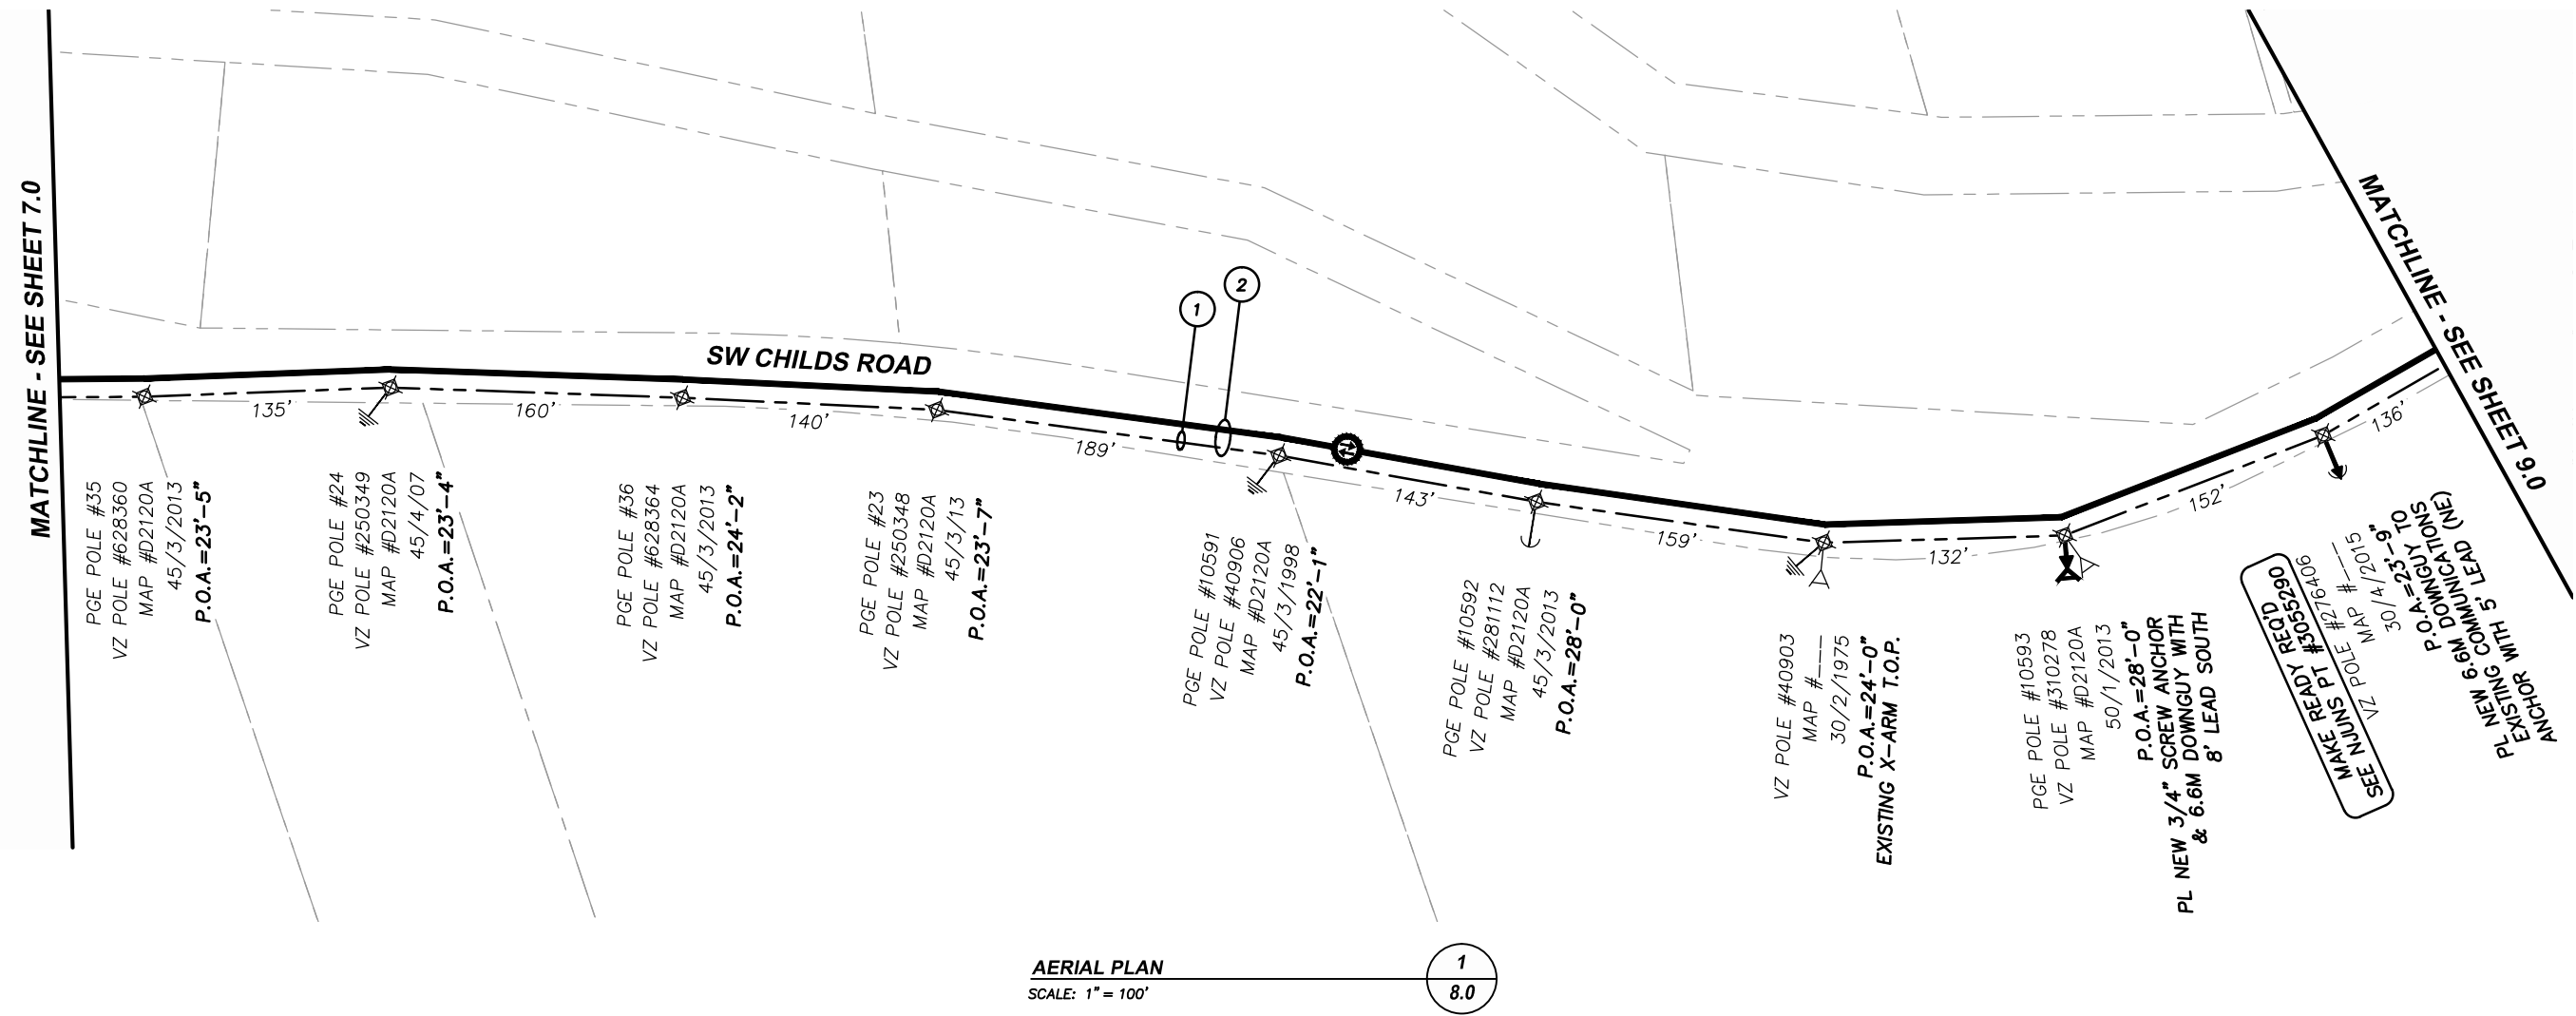 MATCHLINE - SEE SHEET 7.0
SW CHILDS ROAD
1
2
MATCHLINE - SEE SHEET 9.0
135'
160'
140'
189'
143'
159'
132'
152'
136'
PGE POLE #35
VZ POLE #628360
MAP #D2120A
45/3/2013
P.O.A.=23'-5"
PGE POLE #24
VZ POLE #250349
MAP #D2120A
45/4/07
P.O.A.=23'-4"
PGE POLE #36
VZ POLE #628364
MAP #D2120A
45/3/2013
P.O.A.=24'-2"
PGE POLE #23
VZ POLE #250348
MAP #D2120A
45/3/13
P.O.A.=23'-7"
PGE POLE #10591
VZ POLE #40906
MAP #D2120A
45/3/1998
P.O.A.=22'-1"
PGE POLE #10592
VZ POLE #281112
MAP #D2120A
45/3/2013
P.O.A.=28'-0"
VZ POLE #40903
MAP #___
30/2/1975
P.O.A.=24'-0"
EXISTING X-ARM T.O.P.
PGE POLE #10593
VZ POLE #310278
MAP #D2120A
50/1/2013
P.O.A.=28'-0"
PL NEW 3/4" SCREW ANCHOR
& 6.6M DOWNGUY WITH
8' LEAD SOUTH
MAKE READY REQ'D
SEE NJUNS PT #3055290
VZ POLE #276406
MAP #---
30/4/2015
P.O.A.=23'-9"
PL NEW 6.6M DOWNGUY TO
EXISTING COMMUNICATIONS
ANCHOR WITH 5' LEAD (NE)
AERIAL PLAN
SCALE: 1" = 100'
1
8.0